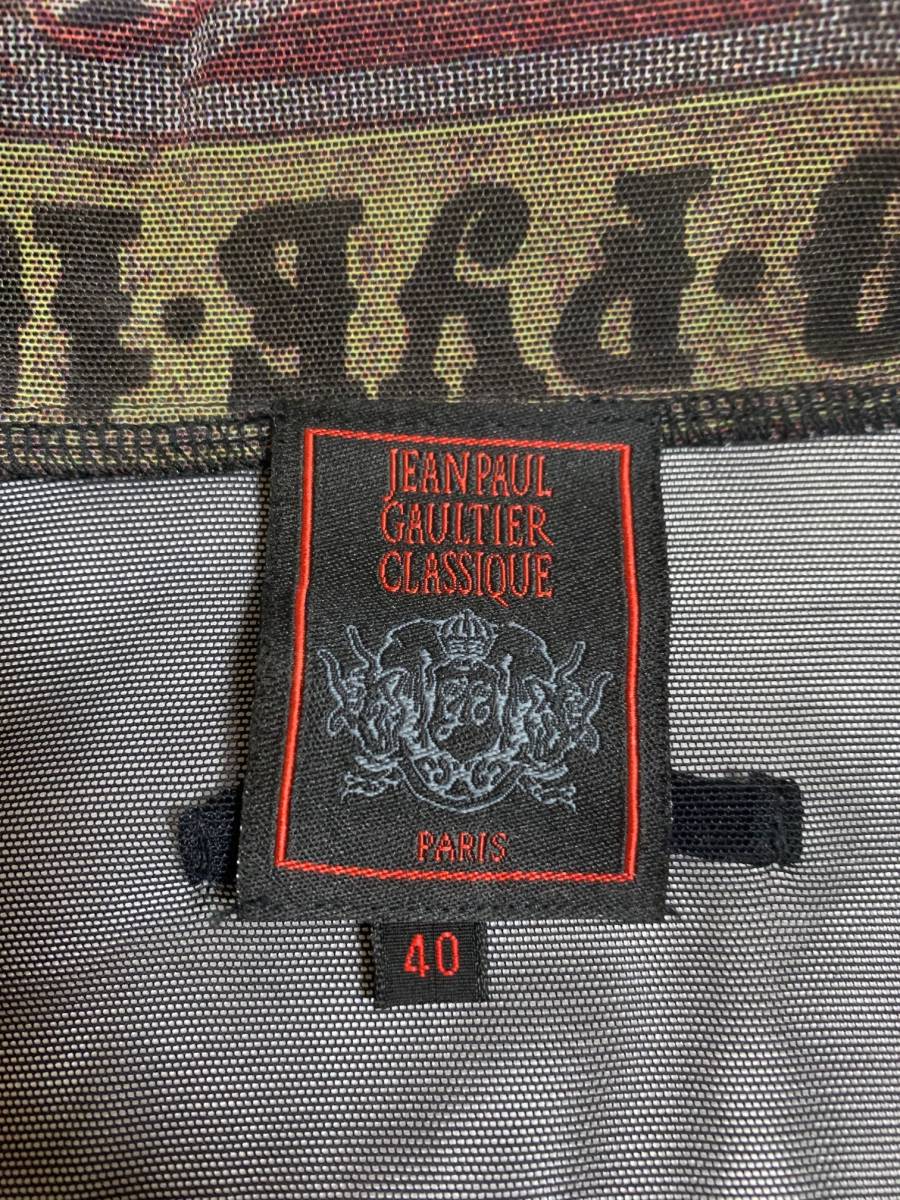 JEAN PAUL
GAULTIER
CLASSIQUE
PARIS
40